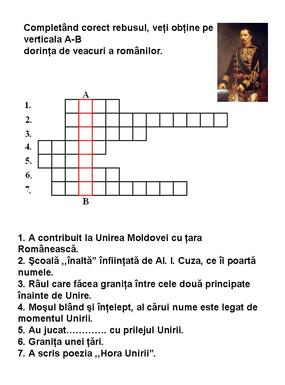 Completând corect rebusul, veți obține pe
verticala A-B
dorința de veacuri a românilor.
A
1.
2.
3.
4.
5.
6.
7.
B
1. A contribuit la Unirea Moldovei cu țara
Românească.
2. Școală ,,înaltă” înființată de Al. I. Cuza, ce îi poartă
numele.
3. Râul care făcea granița între cele două principate
înainte de Unire.
4. Moșul blând și înțelept, al cărui nume este legat de
momentul Unirii.
5. Au jucat…………. cu prilejul Unirii.
6. Granița unei țări.
7. A scris poezia ,,Hora Unirii”.